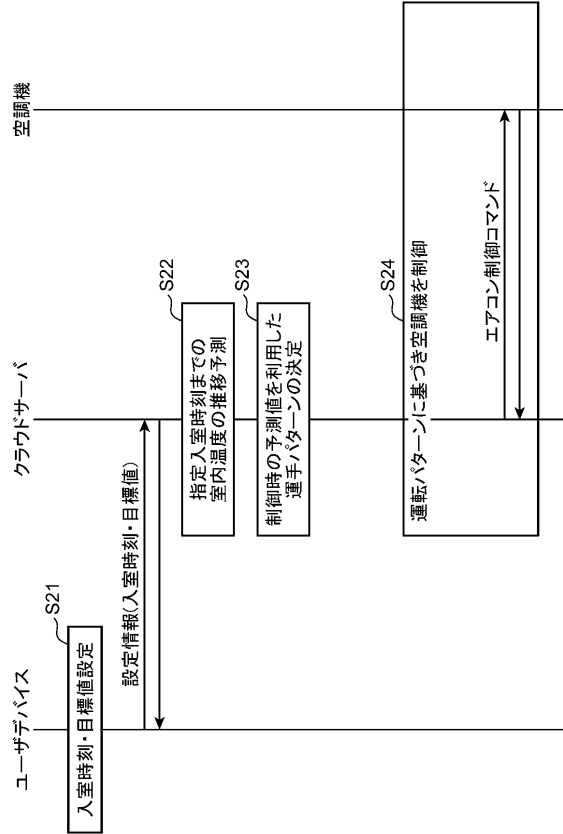 ユーザデバイス
クラウドサーバ
空調機
S21
入室時刻・目標値設定
設定情報(入室時刻・目標値)
S22
指定入室時刻までの
室内温度の推移予測
S23
制御時の予測値を利用した
運手パターンの決定
S24
運転パターンに基づき空調機を制御
エアコン制御コマンド